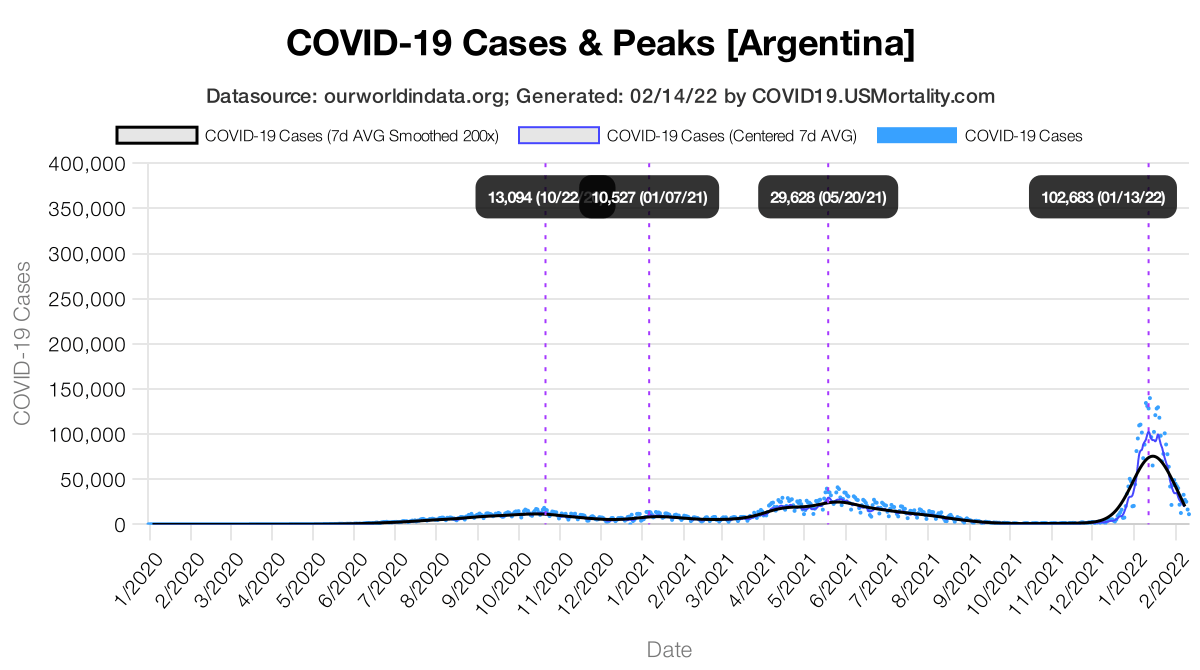 COVID-19 Cases & Peaks [Argentina]
Datasource: ourworldindata.org; Generated: 02/14/22 by COVID19.USMortality.com
COVID-19 Cases (7d AVG Smoothed 200x) COVID-19 Cases (Centered 7d AVG) COVID-19 Cases
400,000
350,000
300,000
250,000
200,000
150,000
100,000
50,000
0
COVID-19 Cases
13,094 (10/22/ 10,527 (01/07/21) 29,628 (05/20/21) 102,683 (01/13/22)
1/2020 2/2020 3/2020 4/2020 5/2020 6/2020 7/2020 8/2020 9/2020 10/2020 11/2020 12/2020 1/2021 2/2021 3/2021 4/2021 5/2021 6/2021 7/2021 8/2021 9/2021 10/2021 11/2021 12/2021 1/2022 2/2022
Date